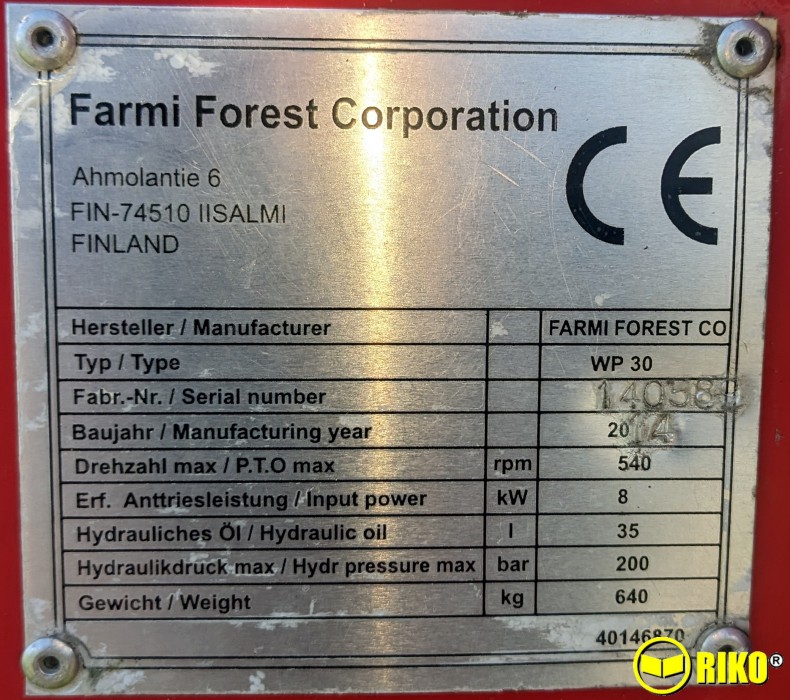 Farmi Forest Corporation
CE
Ahmolantie 6
FIN-74510 IISALMI
FINLAND
Hersteller / Manufacturer FARMI FOREST CO
Typ / Type WP 30
Fabr.-Nr. / Serial number
Baujahr / Manufacturing year 2014
Drehzahl max / P.T.O max rpm 540
Erf. Anttriesleistung / Input power kW 8
Hydrauliches Öl / Hydraulic oil l 35
Hydraulikdruck max / Hydr pressure max bar 200
Gewicht / Weight kg 640
40146870
RIKO®